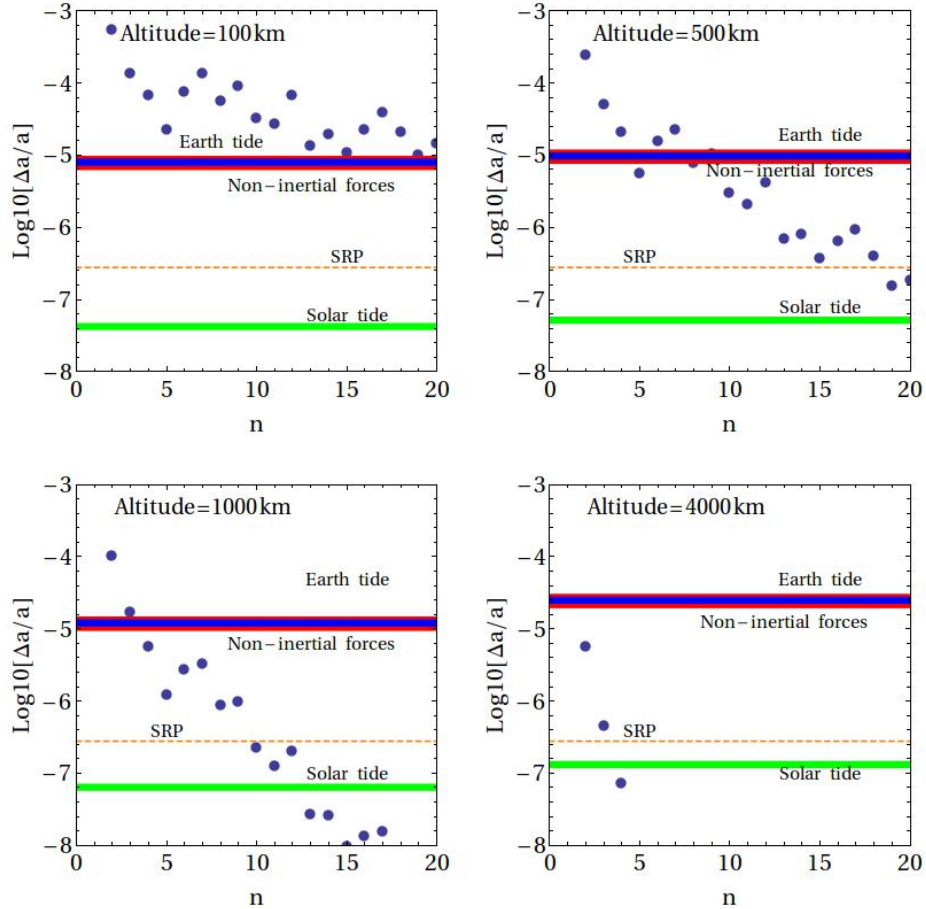 Altitude=100km
Log10[Δa/a]
-3
-4
-5
-6
-7
-8
Earth tide
Non-inertial forces
SRP
Solar tide
0 5 10 15 20
n
Altitude=500km
Log10[Δa/a]
-3
-4
-5
-6
-7
-8
Earth tide
Non-inertial forces
SRP
Solar tide
0 5 10 15 20
n
Altitude=1000km
Log10[Δa/a]
-3
-4
-5
-6
-7
-8
Earth tide
Non-inertial forces
SRP
Solar tide
0 5 10 15 20
n
Altitude=4000km
Log10[Δa/a]
-3
-4
-5
-6
-7
-8
Earth tide
Non-inertial forces
SRP
Solar tide
0 5 10 15 20
n